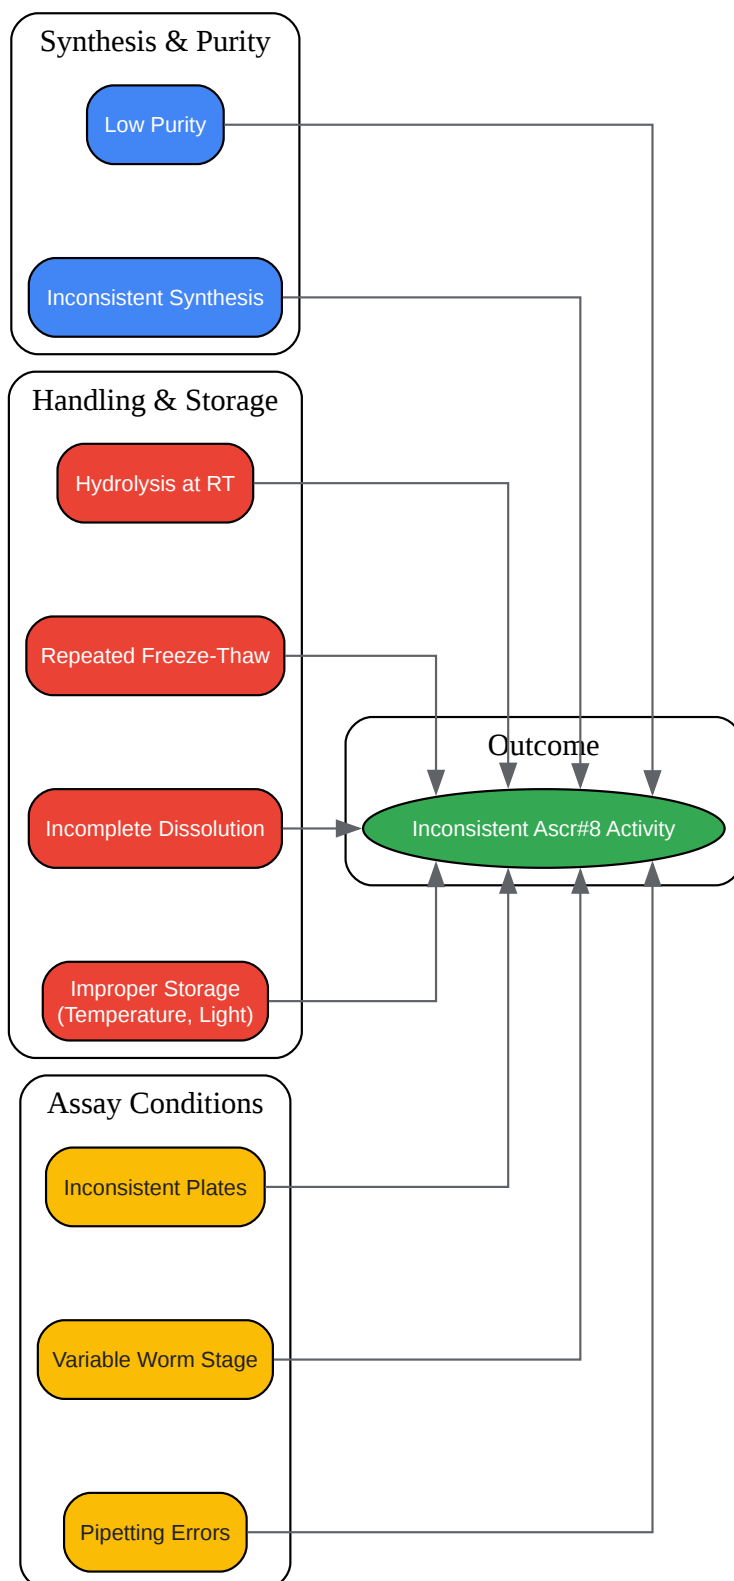 Synthesis & Purity
Low Purity
Inconsistent Synthesis
Handling & Storage
Hydrolysis at RT
Repeated Freeze-Thaw
Outcome
Incomplete Dissolution
Inconsistent Ascr#8 Activity
Improper Storage
(Temperature, Light)
Assay Conditions
Inconsistent Plates
Variable Worm Stage
Pipetting Errors